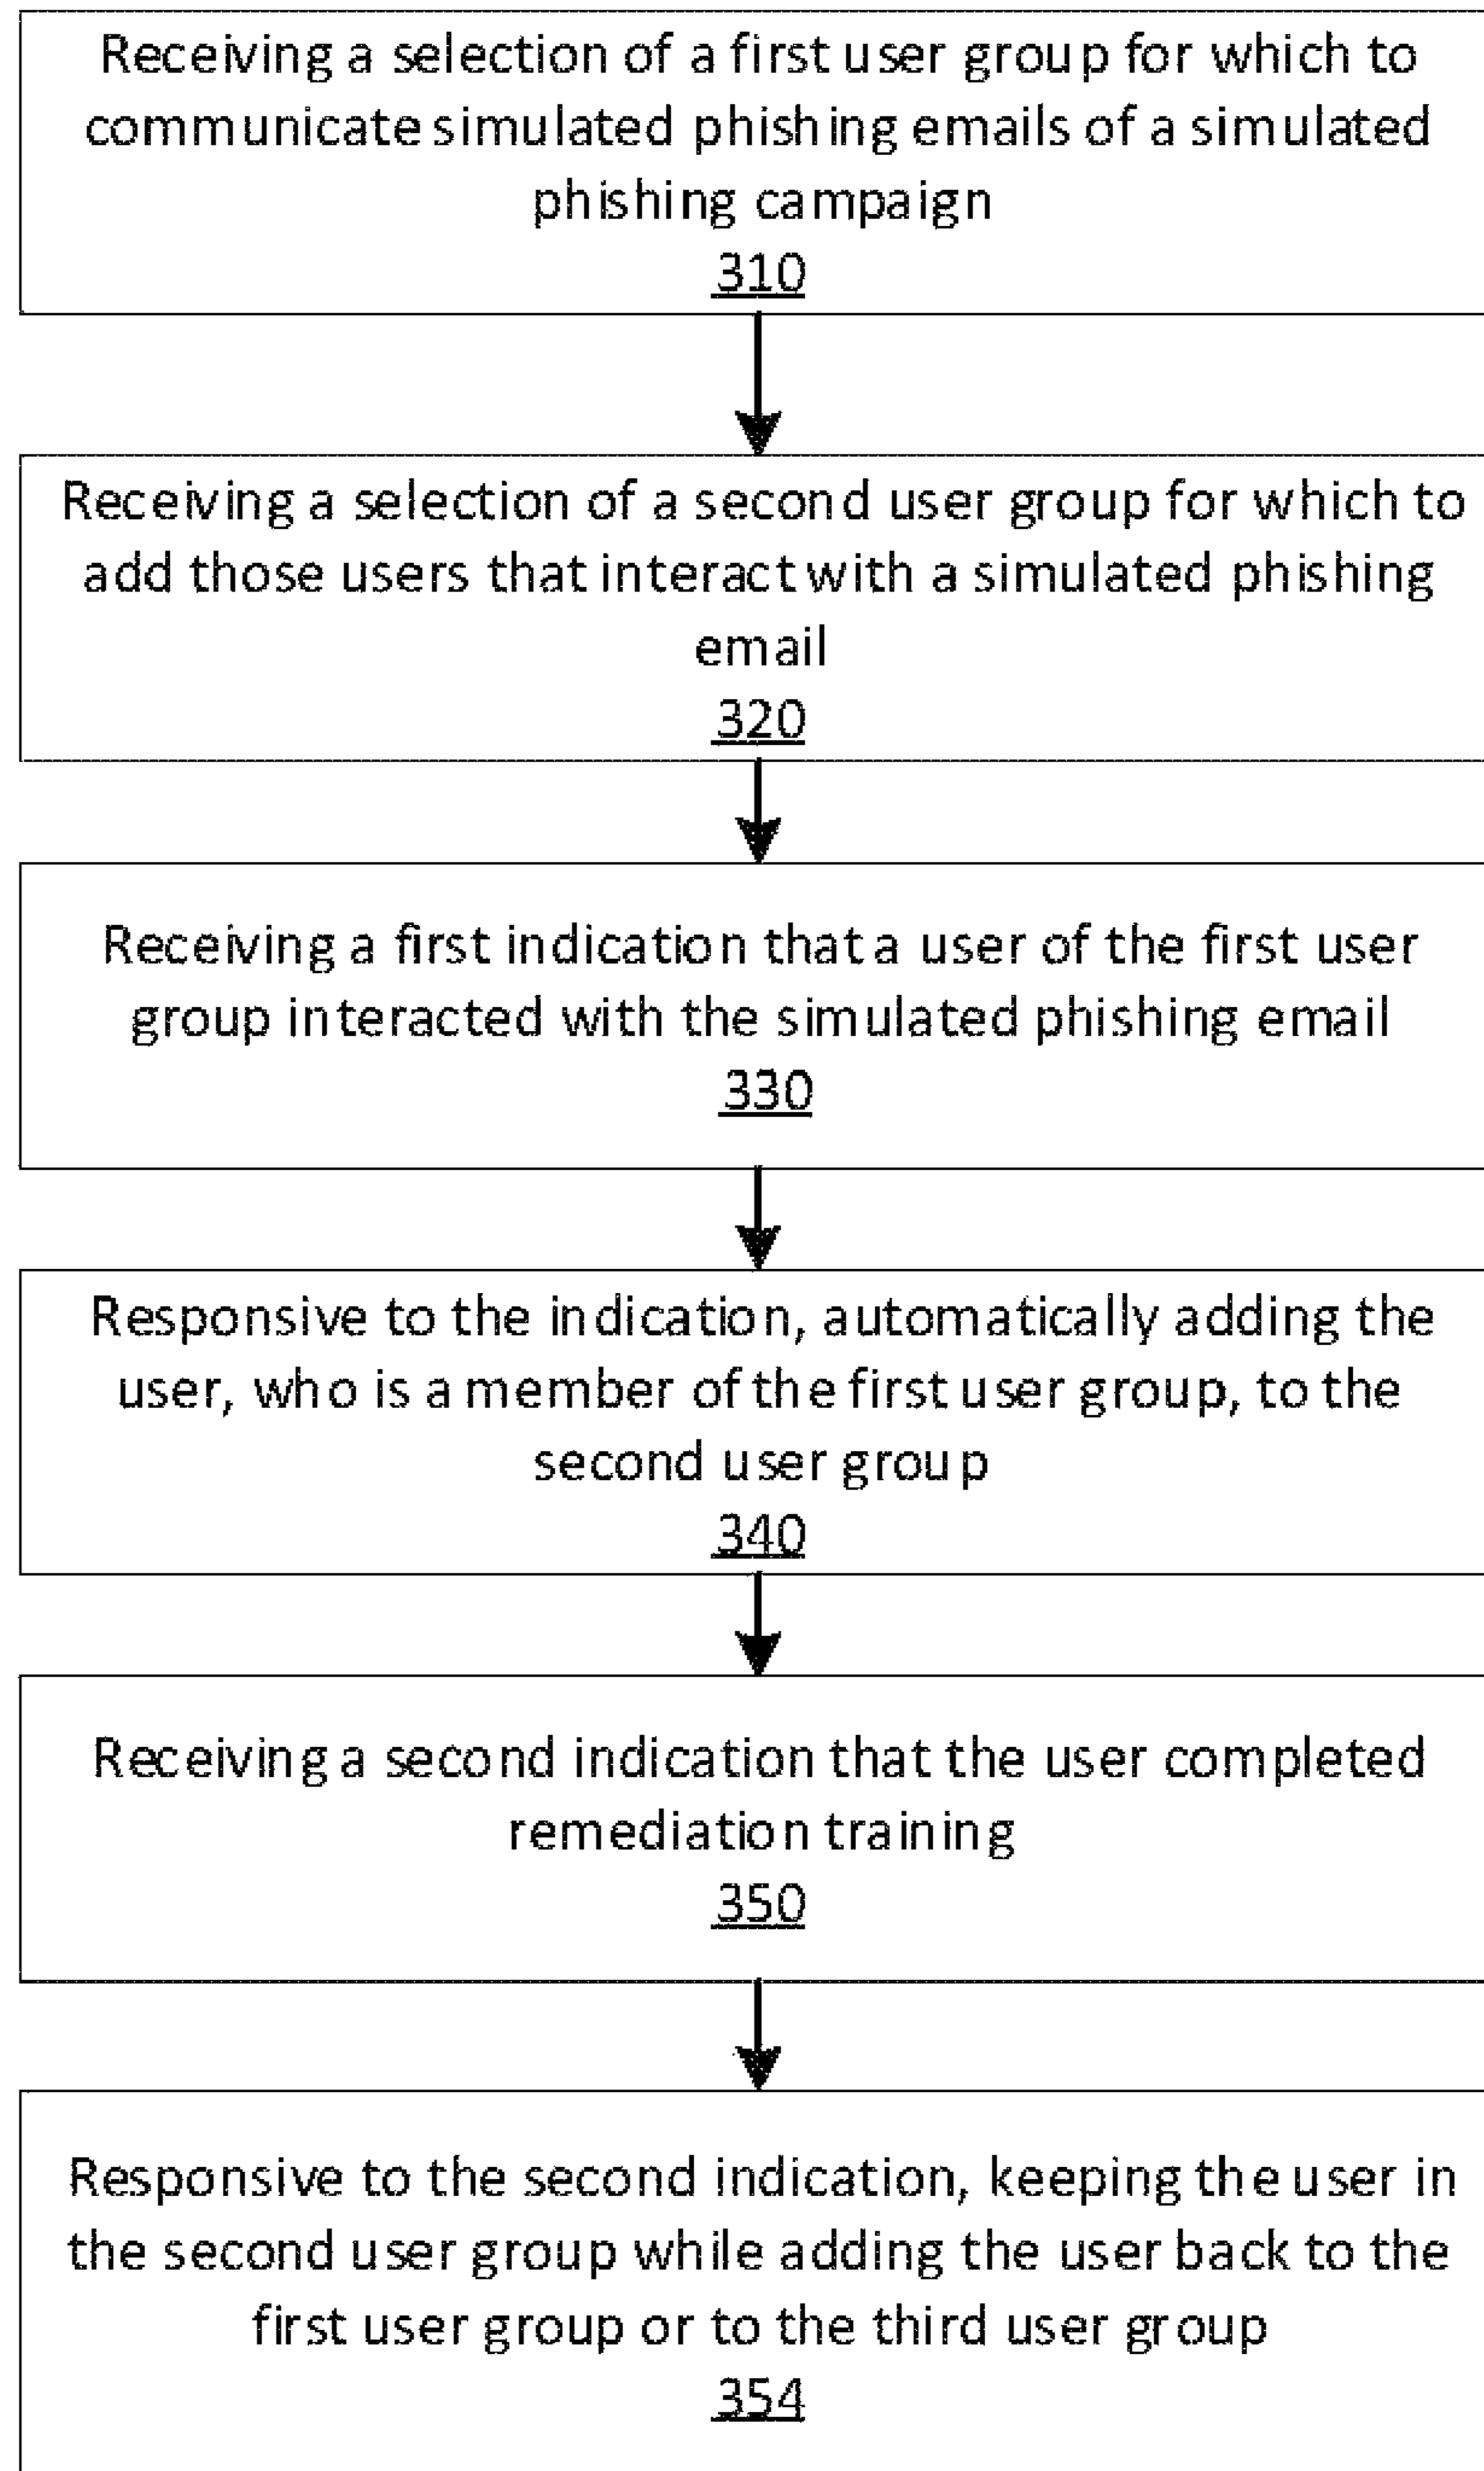 Receiving a selection of a first user group for which to
communicate simulated phishing emails of a simulated
phishing campaign
310
Receiving a selection of a second user group for which to
add those users that interact with a simulated phishing
email
320
Receiving a first indication that a user of the first user
group interacted with the simulated phishing email
330
Responsive to the indication, automatically adding the
user, who is a member of the first user group, to the
second user group
340
Receiving a second indication that the user completed
remediation training
350
Responsive to the second indication, keeping the user in
the second user group while adding the user back to the
first user group or to the third user group
354